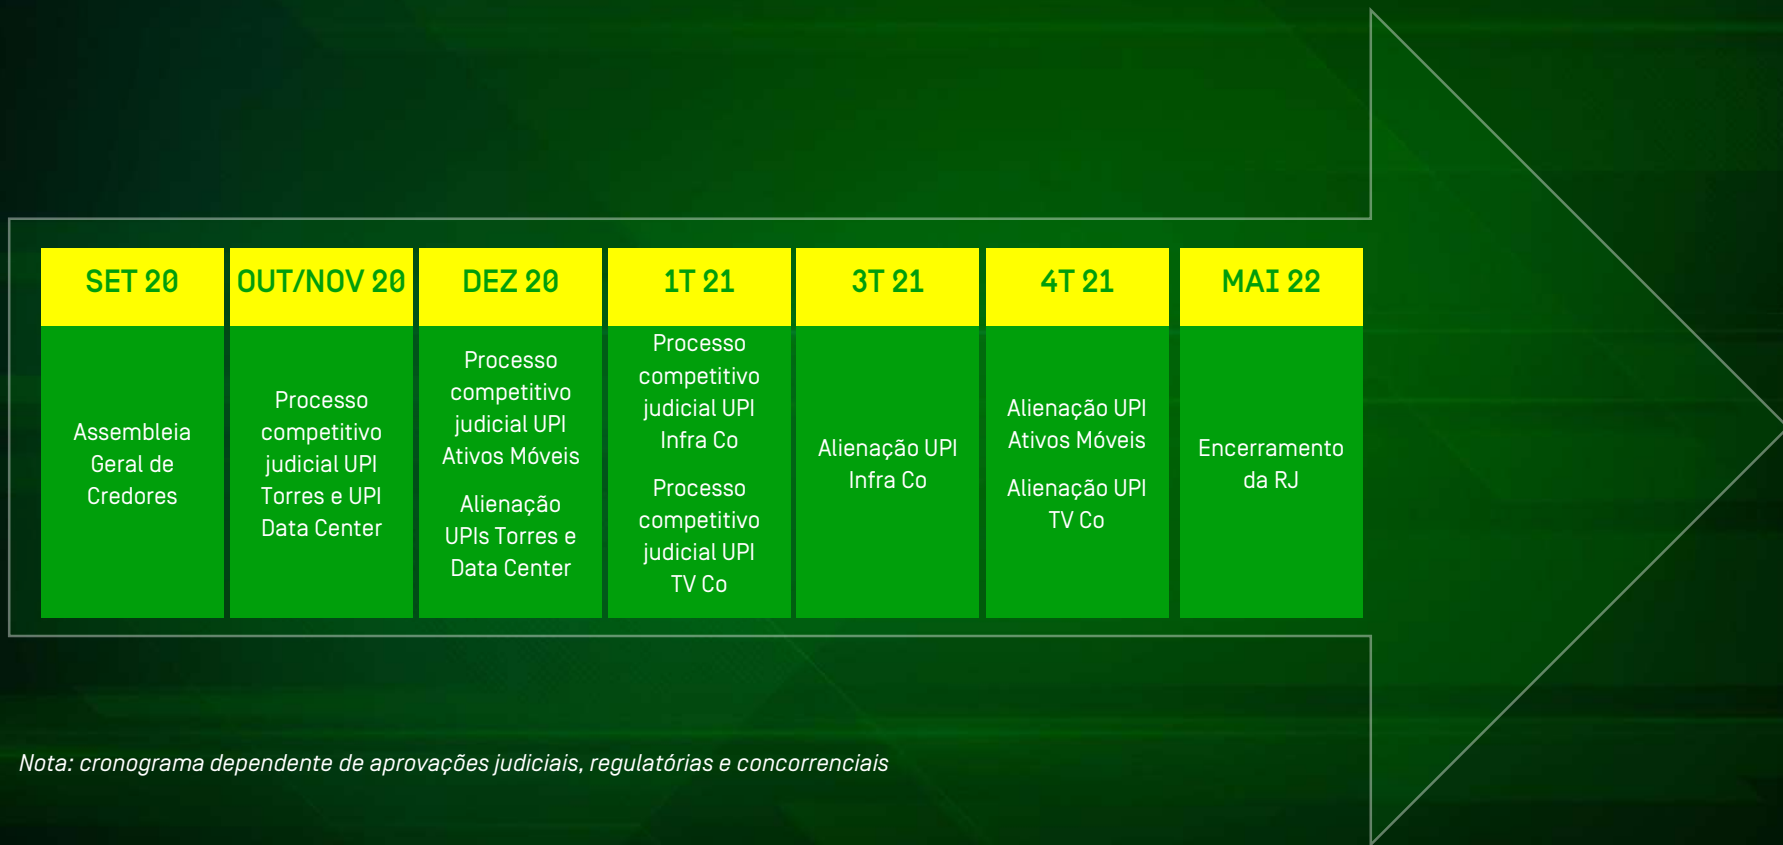 SET 20
Assembleia
Geral de
Credores
OUT/NOV 20
Processo
competitivo
judicial UPI
Torres e UPI
Data Center
DEZ 20
Processo
competitivo
judicial UPI
Ativos Móveis
Alienação
UPIs Torres e
Data Center
1T 21
Processo
competitivo
judicial UPI
Infra Co
Processo
competitivo
judicial UPI
TV Co
3T 21
Alienação UPI
Infra Co
4T 21
Alienação UPI
Ativos Móveis
Alienação UPI
TV Co
MAI 22
Encerramento
da RJ
Nota: cronograma dependente de aprovações judiciais, regulatórias e concorrenciais